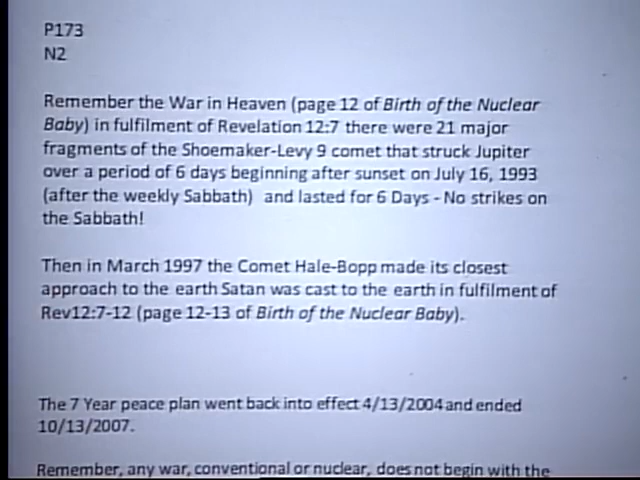 P173
N2
Remember the War in Heaven (page 12 of Birth of the Nuclear
Baby) in fulfilment of Revelation 12:7 there were 21 major
fragments of the Shoemaker-Levy 9 comet that struck Jupiter
over a period of 6 days beginning after sunset on July 16, 1993
(after the weekly Sabbath)  and lasted for 6 Days - No strikes on
the Sabbath!
Then in March 1997 the Comet Hale-Bopp made its closest
approach to the earth Satan was cast to the earth in fulfilment of
Rev12:7-12 (page 12-13 of Birth of the Nuclear Baby).
The 7 Year peace plan went back into effect 4/13/2004 and ended
10/13/2007.
Remember, any war, conventional or nuclear, does not begin with the